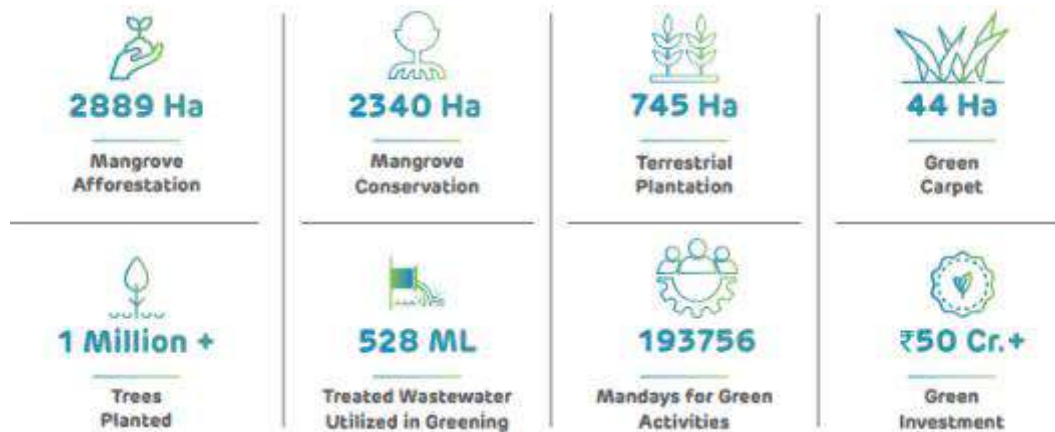 2889 Ha
Mangrove
Afforestation
2340 Ha
Mangrove
Conservation
745 Ha
Terrestrial
Plantation
44 Ha
Green
Carpet
1 Million +
Trees
Planted
528 ML
Treated Wastewater
Utilized in Greening
193756
Mandays for Green
Activities
₹50 Cr.+
Green
Investment